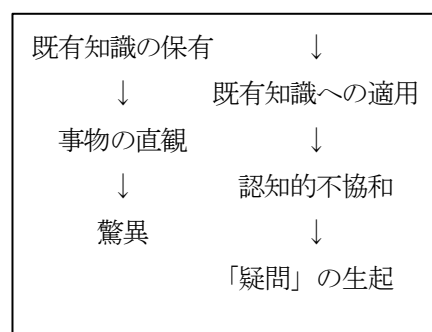 既有知識の保有
↓
事物の直観
↓
驚異
↓
既有知識への適用
↓
認知的不協和
↓
「疑問」の生起